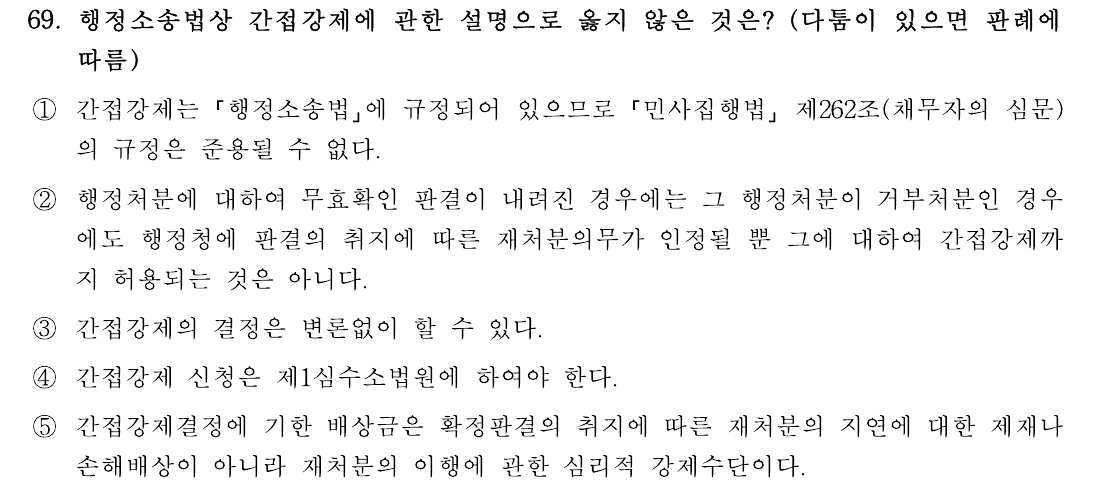 69. 행정소송법상 간접강제에 관한 설명으로 옳지 않은 것은? (다툼이 있으면 판례에
따름)
① 간접강제는 「행정소송법」에 규정되어 있으므로 「민사집행법」 제262조(채무자의 심문)
의 규정은 준용될 수 없다.
② 행정처분에 대하여 무효확인 판결이 내려진 경우에는 그 행정처분이 거부처분인 경우
에도 행정청에 판결의 취지에 따른 재처분의무가 인정될 뿐 그에 대하여 간접강제까
지 허용되는 것은 아니다.
③ 간접강제의 결정은 변론없이 할 수 있다.
④ 간접강제 신청은 제1심수소법원에 하여야 한다.
⑤ 간접강제결정에 기한 배상금은 확정판결의 취지에 따른 재처분의 지연에 대한 제재나
손해배상이 아니라 재처분의 이행에 관한 심리적 강제수단이다.